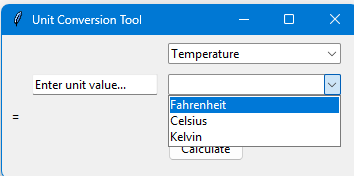 Unit Conversion Tool
Temperature
Enter unit value...
Fahrenheit
=
Celsius
Kelvin
Calculate